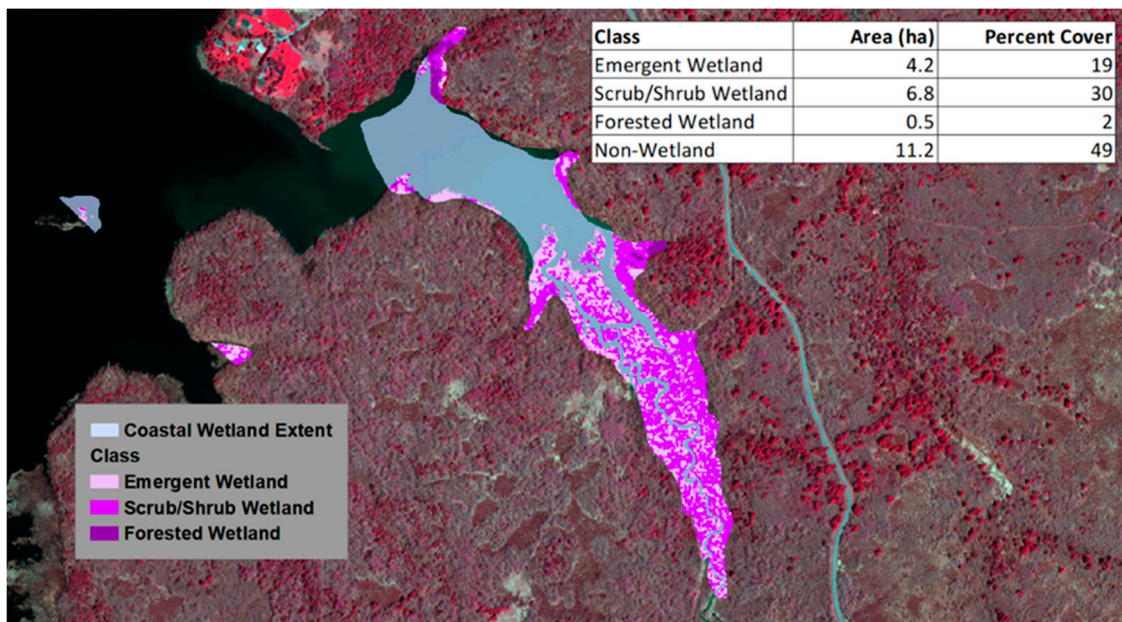 Class Area (ha) Percent Cover
Emergent Wetland 4.2 19
Scrub/Shrub Wetland 6.8 30
Forested Wetland 0.5 2
Non-Wetland 11.2 49
Coastal Wetland Extent
Class
Emergent Wetland
Scrub/Shrub Wetland
Forested Wetland